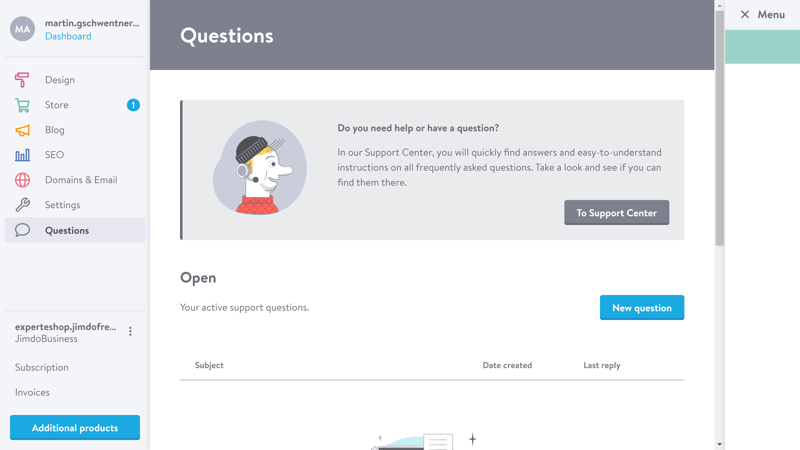 MA
martin.gschwentner...
Dashboard
Design
Store
1
Blog
SEO
Domains & Email
Settings
Questions
experteshop.jimdofre...
JimdoBusiness
Subscription
Invoices
Additional products
Questions
Do you need help or have a question?
In our Support Center, you will quickly find answers and easy-to-understand
instructions on all frequently asked questions. Take a look and see if you can
find them there.
To Support Center
Open
Your active support questions.
New question
Subject
Date created
Last reply
Menu